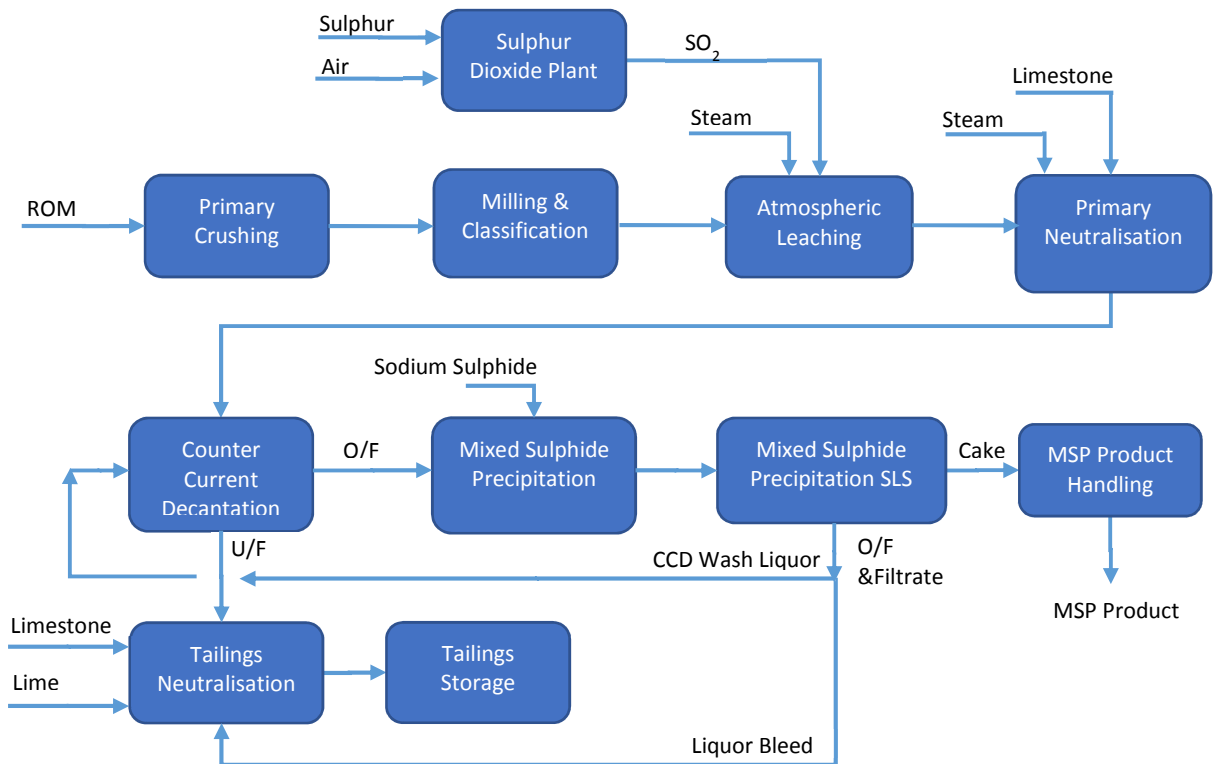 Sulphur
Air
Sulphur
Dioxide Plant
SO₂
Limestone
Steam
Steam
ROM
Primary
Crushing
Milling &
Classification
Atmospheric
Leaching
Primary
Neutralisation
Sodium Sulphide
Counter
Current
Decantation
O/F
Mixed Sulphide
Precipitation
Mixed Sulphide
Precipitation SLS
Cake
MSP Product
Handling
U/F
CCD Wash Liquor
O/F
&Filtrate
MSP Product
Limestone
Lime
Tailings
Neutralisation
Tailings
Storage
Liquor Bleed